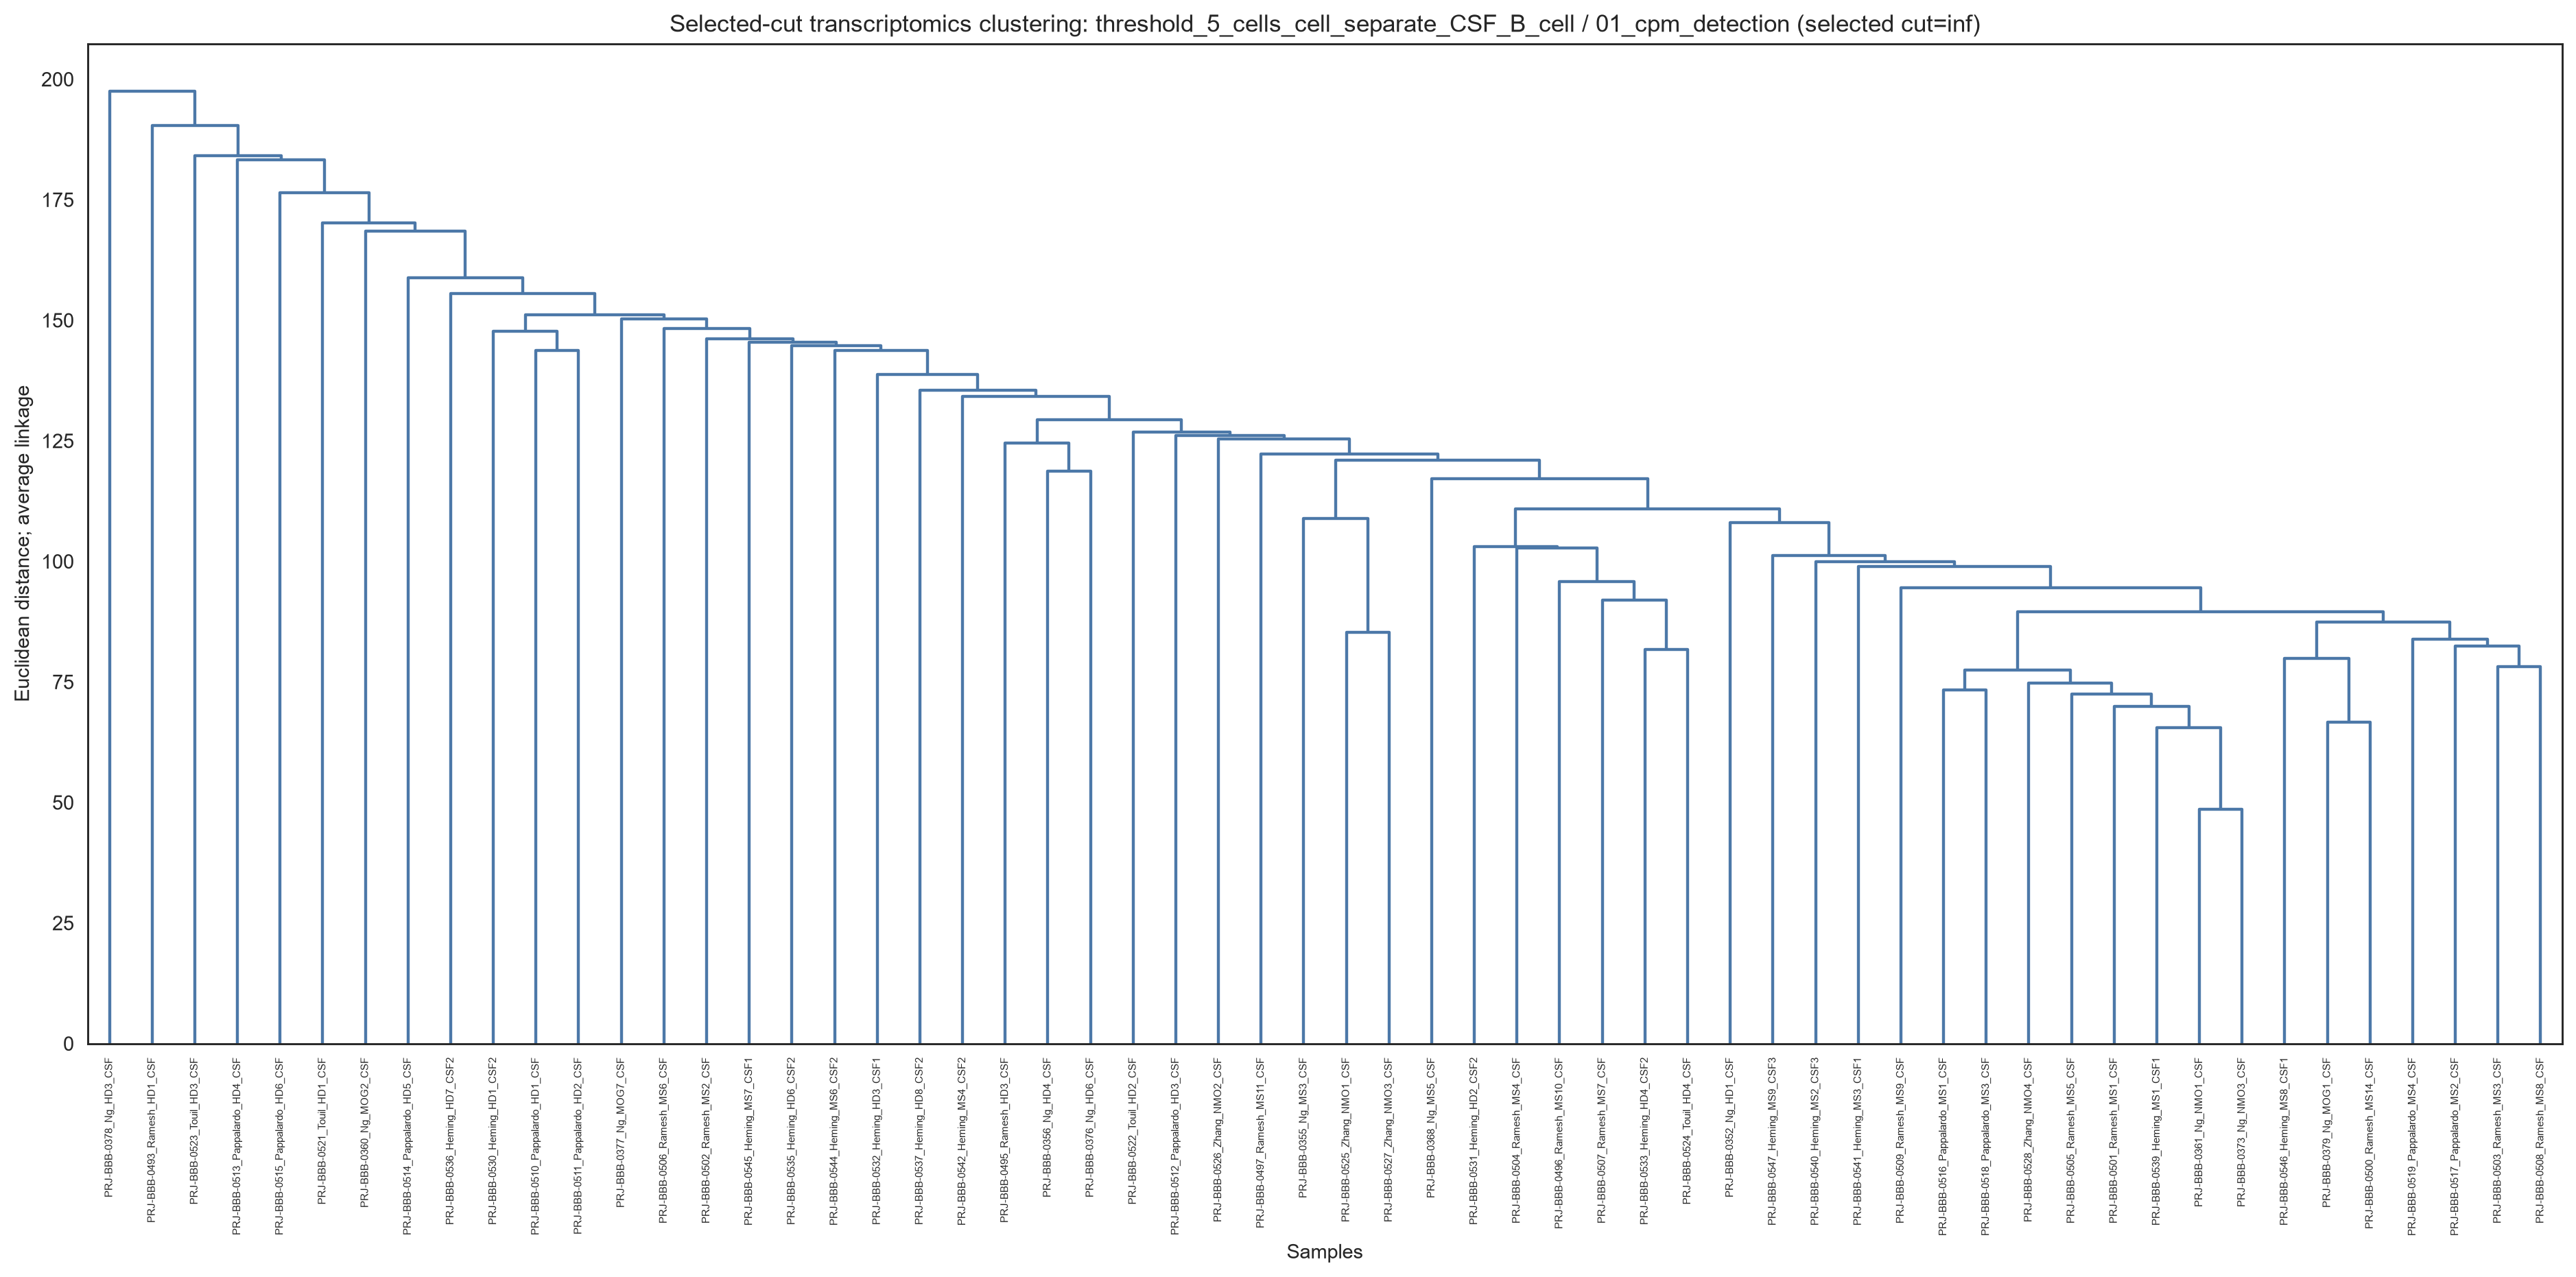 Selected-cut transcriptomics clustering: threshold_5_cells_cell_separate_CSF_B_cell / 01_cpm_detection (selected cut=inf)
Euclidean distance; average linkage
200
175
150
125
100
75
50
25
0
PRJ-BBB-0378_Ng_HD3_CSF
PRJ-BBB-0493_Ramesh_HD1_CSF
PRJ-BBB-0523_Touil_HD3_CSF
PRJ-BBB-0513_Pappalardo_HD4_CSF
PRJ-BBB-0515_Pappalardo_HD6_CSF
PRJ-BBB-0521_Touil_HD1_CSF
PRJ-BBB-0360_Ng_MOG2_CSF
PRJ-BBB-0514_Pappalardo_HD5_CSF
PRJ-BBB-0536_Heming_HD7_CSF2
PRJ-BBB-0530_Heming_HD1_CSF2
PRJ-BBB-0510_Pappalardo_HD1_CSF
PRJ-BBB-0511_Pappalardo_HD2_CSF
PRJ-BBB-0377_Ng_MOG7_CSF
PRJ-BBB-0506_Ramesh_MS6_CSF
PRJ-BBB-0502_Ramesh_MS2_CSF
PRJ-BBB-0545_Heming_MS7_CSF1
PRJ-BBB-0535_Heming_HD6_CSF2
PRJ-BBB-0544_Heming_MS6_CSF2
PRJ-BBB-0532_Heming_HD3_CSF1
PRJ-BBB-0537_Heming_HD8_CSF2
PRJ-BBB-0542_Heming_MS4_CSF2
PRJ-BBB-0495_Ramesh_HD3_CSF
PRJ-BBB-0356_Ng_HD4_CSF
PRJ-BBB-0376_Ng_HD6_CSF
PRJ-BBB-0522_Touil_HD2_CSF
PRJ-BBB-0512_Pappalardo_HD3_CSF
PRJ-BBB-0526_Zhang_NMO2_CSF
PRJ-BBB-0497_Ramesh_MS11_CSF
PRJ-BBB-0355_Ng_MS3_CSF
PRJ-BBB-0525_Zhang_NMO1_CSF
PRJ-BBB-0527_Zhang_NMO3_CSF
PRJ-BBB-0368_Ng_MS5_CSF
PRJ-BBB-0531_Heming_HD2_CSF2
PRJ-BBB-0504_Ramesh_MS4_CSF
PRJ-BBB-0496_Ramesh_MS10_CSF
PRJ-BBB-0507_Ramesh_MS7_CSF
PRJ-BBB-0533_Heming_HD4_CSF2
PRJ-BBB-0524_Touil_HD4_CSF
PRJ-BBB-0352_Ng_HD1_CSF
PRJ-BBB-0547_Heming_MS9_CSF3
PRJ-BBB-0540_Heming_MS2_CSF3
PRJ-BBB-0541_Heming_MS3_CSF1
PRJ-BBB-0509_Ramesh_MS9_CSF
PRJ-BBB-0516_Pappalardo_MS1_CSF
PRJ-BBB-0518_Pappalardo_MS3_CSF
PRJ-BBB-0528_Zhang_NMO4_CSF
PRJ-BBB-0505_Ramesh_MS5_CSF
PRJ-BBB-0501_Ramesh_MS1_CSF
PRJ-BBB-0539_Heming_MS1_CSF1
PRJ-BBB-0361_Ng_NMO1_CSF
PRJ-BBB-0373_Ng_NMO3_CSF
PRJ-BBB-0546_Heming_MS8_CSF1
PRJ-BBB-0379_Ng_MOG1_CSF
PRJ-BBB-0500_Ramesh_MS14_CSF
PRJ-BBB-0519_Pappalardo_MS4_CSF
PRJ-BBB-0517_Pappalardo_MS2_CSF
PRJ-BBB-0503_Ramesh_MS3_CSF
PRJ-BBB-0508_Ramesh_MS8_CSF
Samples